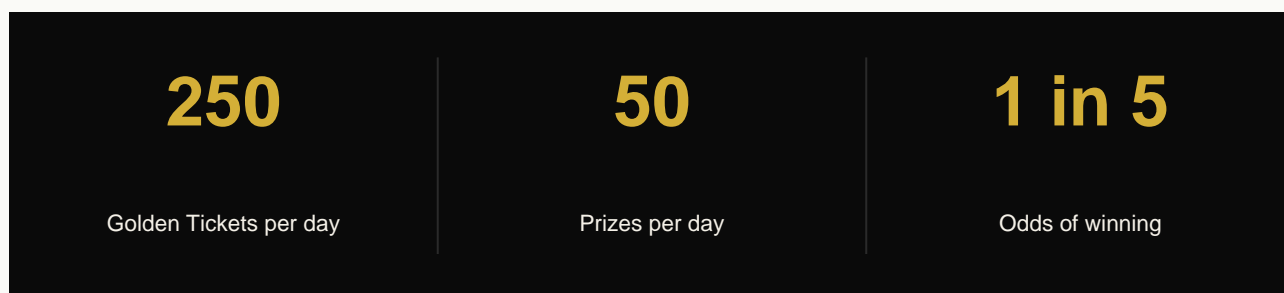 250
50
1 in 5
Golden Tickets per day
Prizes per day
Odds of winning